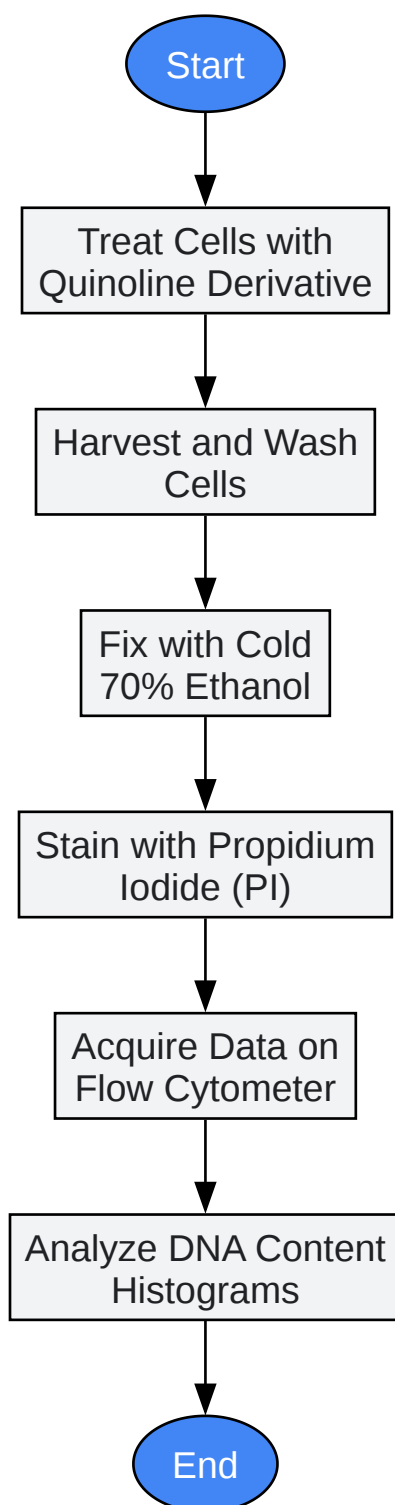 Start
Treat Cells with
Quinoline Derivative
Harvest and Wash
Cells
Fix with Cold
70% Ethanol
Stain with Propidium
Iodide (PI)
Acquire Data on
Flow Cytometer
Analyze DNA Content
Histograms
End